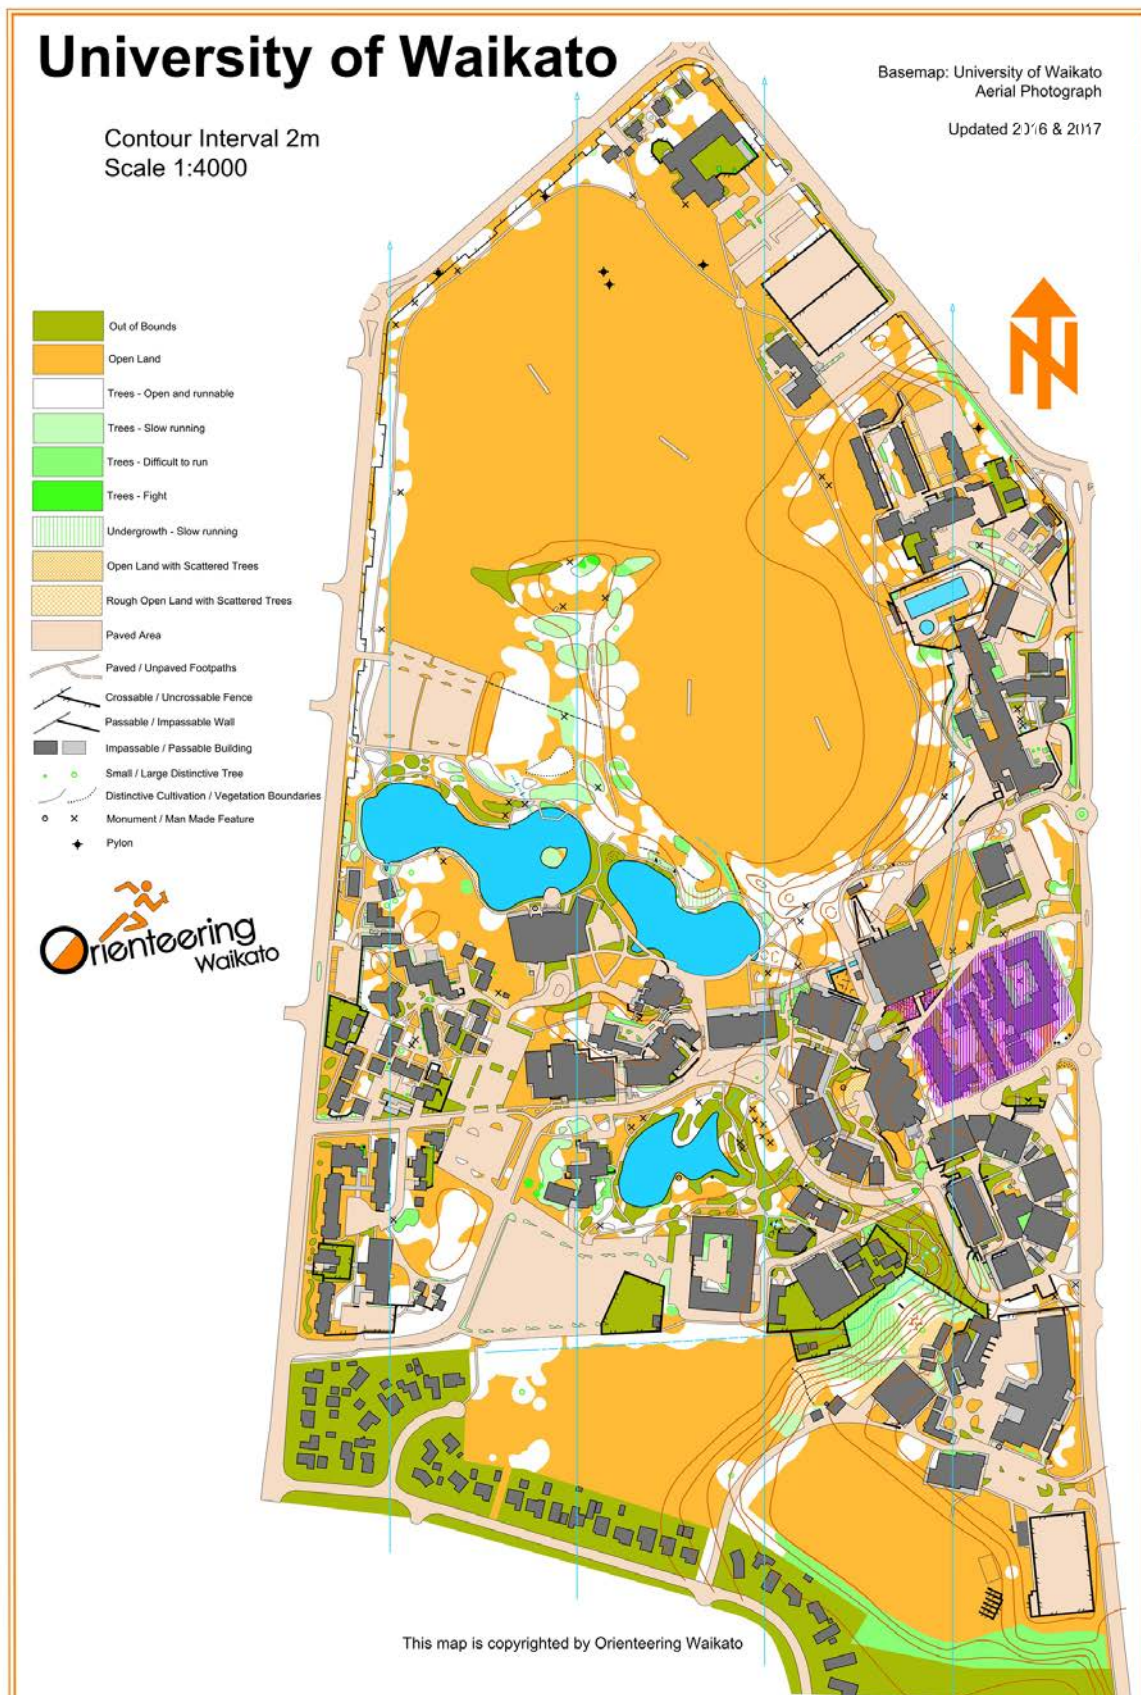 University of Waikato
Basemap: University of Waikato
Aerial Photograph
Updated 2016 & 2017
Contour Interval 2m
Scale 1:4000
N
Out of Bounds
Open Land
Trees - Open and runnable
Trees - Slow running
Trees - Difficult to run
Trees - Fight
Undergrowth - Slow running
Open Land with Scattered Trees
Rough Open Land with Scattered Trees
Paved Area
Paved / Unpaved Footpaths
Crossable / Uncrossable Fence
Passable / Impassable Wall
Impassable / Passable Building
Small / Large Distinctive Tree
Distinctive Cultivation / Vegetation Boundaries
Monument / Man Made Feature
Pylon
Orienteering
Waikato
This map is copyrighted by Orienteering Waikato